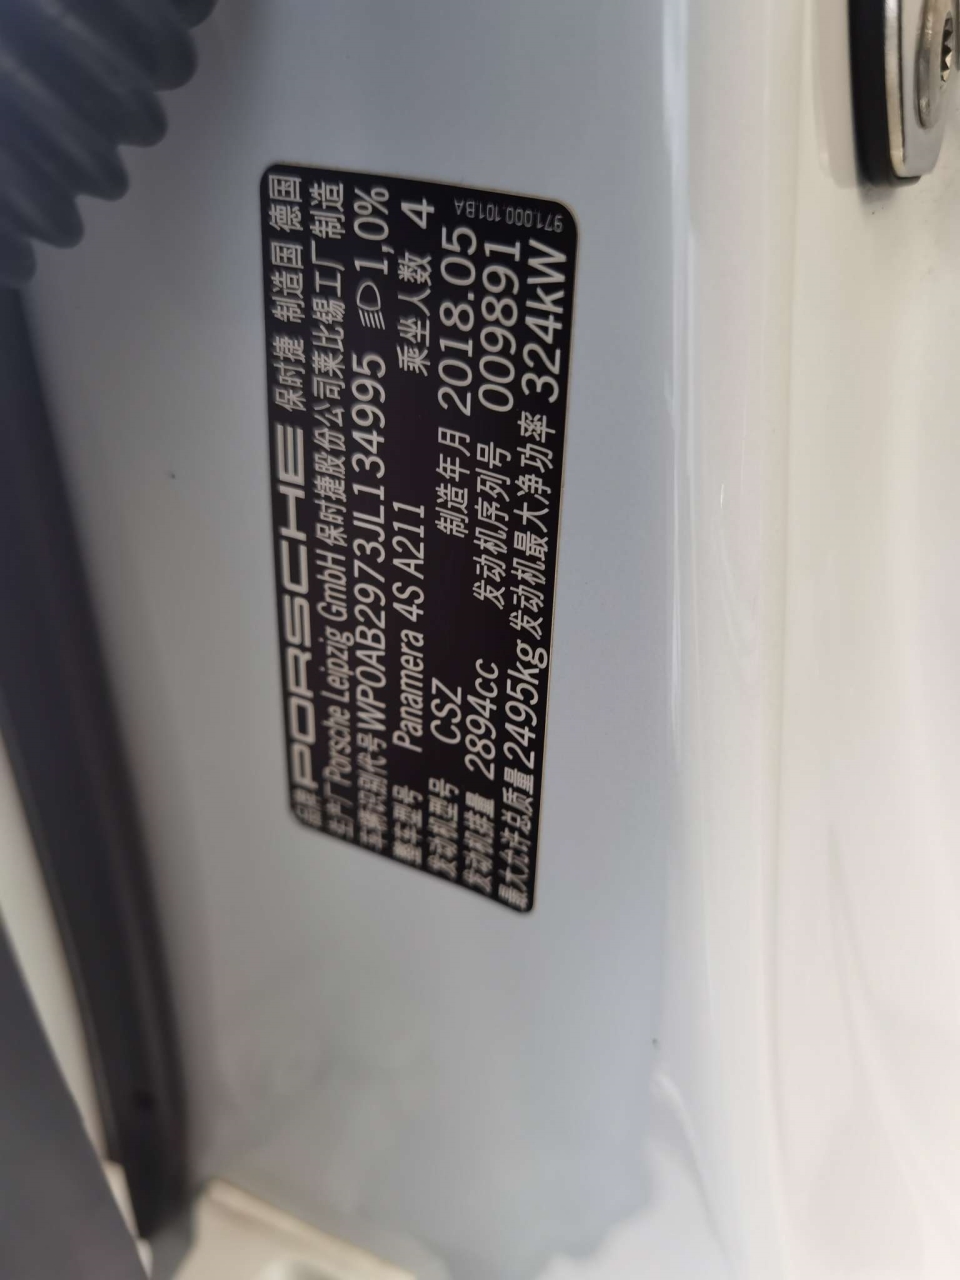 品牌 PORSCHE 保时捷 制造国 德国
生产厂 Porsche Leipzig GmbH 保时捷股份公司莱比锡工厂制造
车辆识别代号 WP0AB2973JL134995 1,0%
整车型号 Panamera 4S A211 乘坐人数 4
发动机型号 CSZ 制造年月 2018.05
发动机排量 2894cc 发动机序列号 009891
最大允许总质量 2495kg 发动机最大净功率 324kW
971.000.101.BA